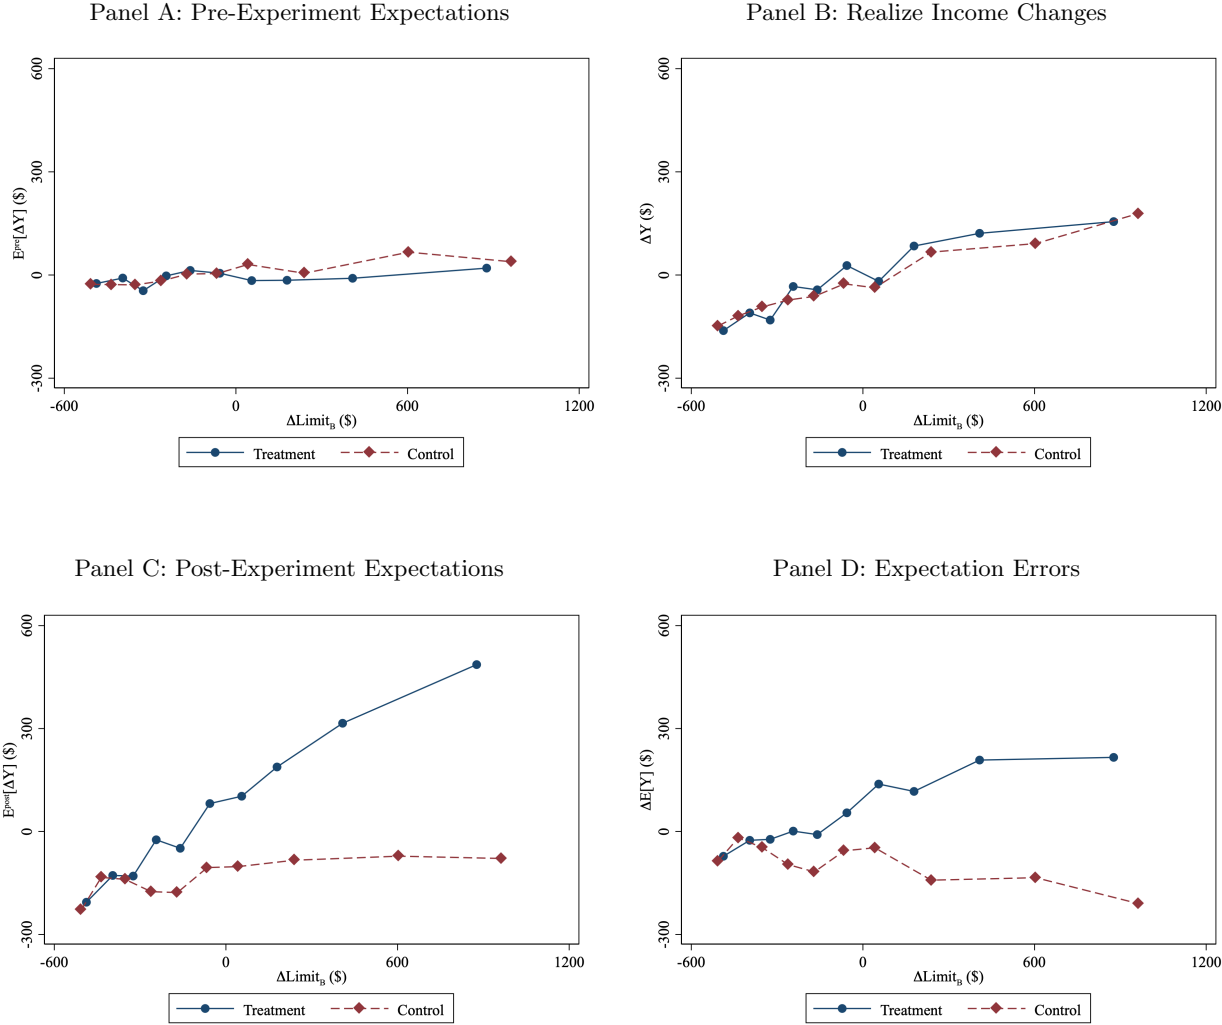 Panel A: Pre-Experiment Expectations
Eᵖʳᵉ[ΔY] ($)
600
300
0
-300
-600 0 600 1200
ΔLimit_B ($)
Treatment Control
Panel B: Realize Income Changes
ΔY ($)
600
300
0
-300
-600 0 600 1200
ΔLimit_B ($)
Treatment Control
Panel C: Post-Experiment Expectations
Eᵖᵒˢᵗ[ΔY] ($)
600
300
0
-300
-600 0 600 1200
ΔLimit_B ($)
Treatment Control
Panel D: Expectation Errors
ΔE[Y] ($)
600
300
0
-300
-600 0 600 1200
ΔLimit_B ($)
Treatment Control